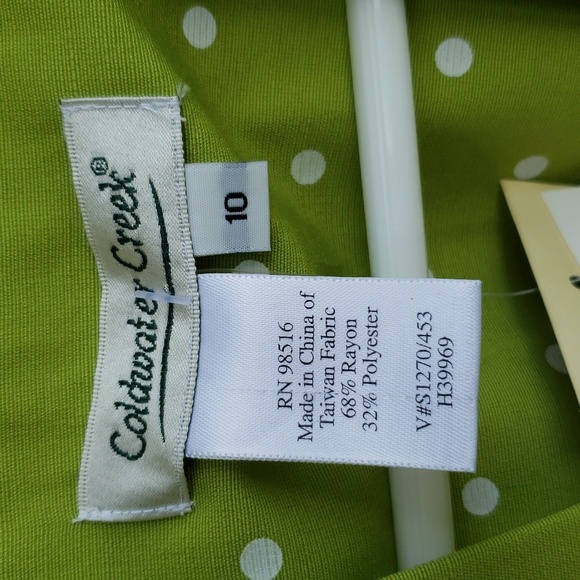 Coldwater Creek®
10
RN 98516
Made in China of
Taiwan Fabric
68% Rayon
32% Polyester
V#S1270/453
H39969